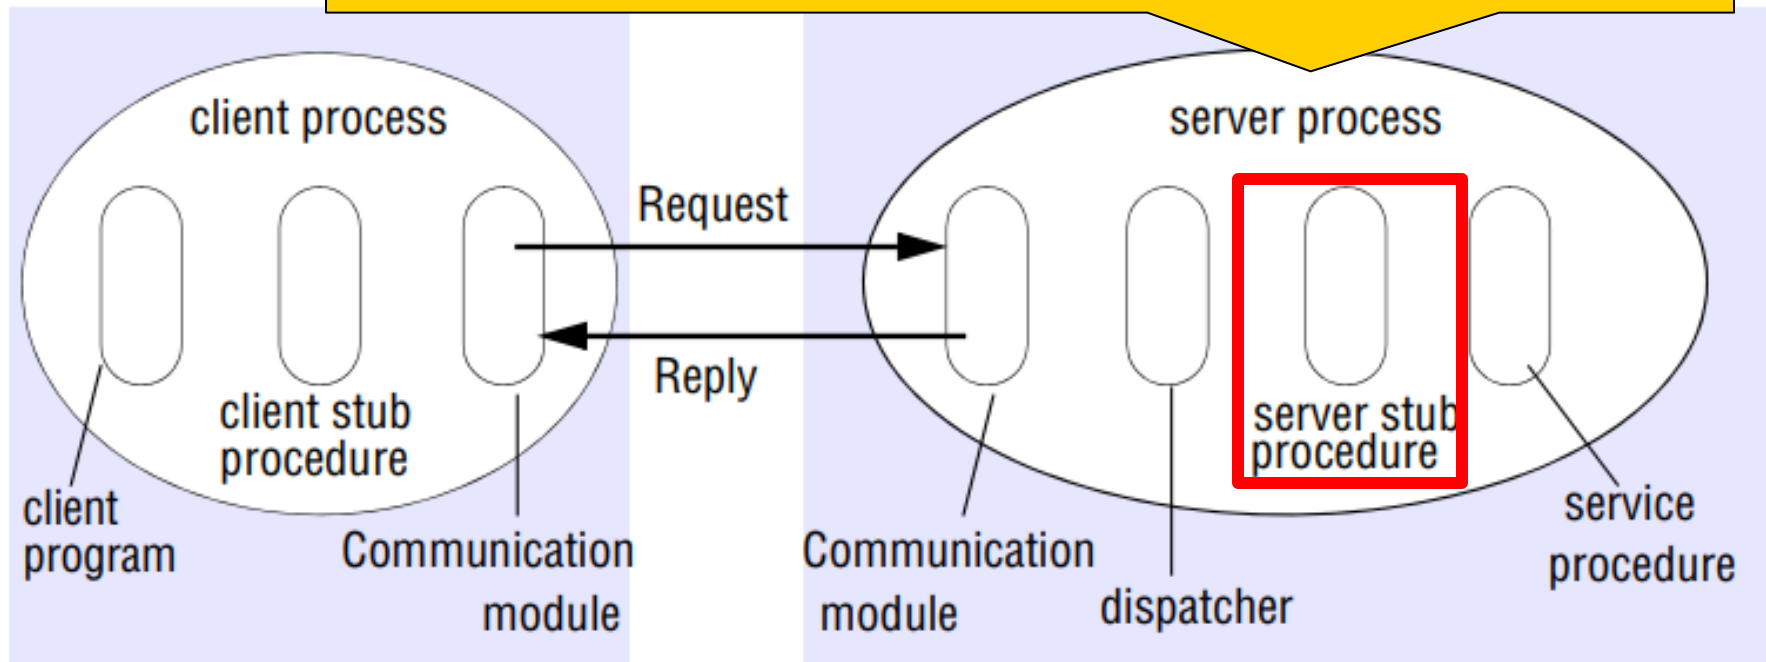 client process
server process
Request
Reply
client stub
procedure
server stub
procedure
client
program
Communication
module
Communication
module
dispatcher
service
procedure